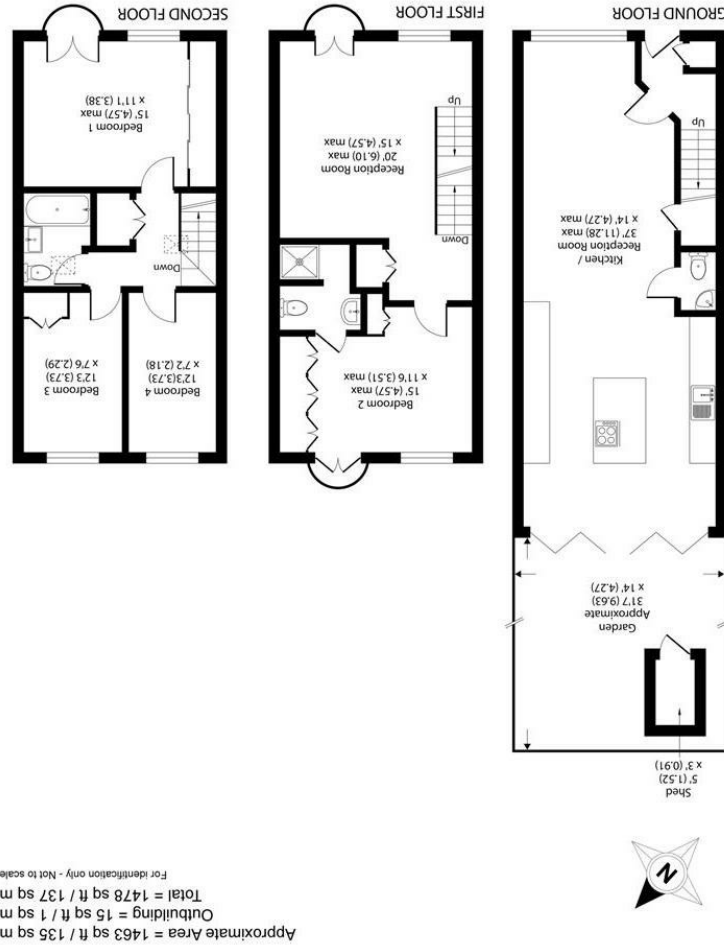 Approximate Area = 1463 sq ft / 135 sq m
Outbuilding = 15 sq ft / 1 sq m
Total = 1478 sq ft / 137 sq m
For identification only - Not to scale
N
Shed
5' (1.52)
x 3' (0.91)
Garden
Approximate
31'7 (9.63)
x 14' (4.27)
Kitchen /
Reception Room
37' (11.28) max
x 14' (4.27) max
Up
GROUND FLOOR
Bedroom 2
15' (4.57) max
x 11'6 (3.51) max
Down
Reception Room
20' (6.10) max
x 15' (4.57) max
Up
FIRST FLOOR
Bedroom 4
12'3(3.73)
x 7'2 (2.18)
Bedroom 3
12'3 (3.73)
x 7'6 (2.29)
Down
Bedroom 1
15' (4.57) max
x 11'1 (3.38)
SECOND FLOOR